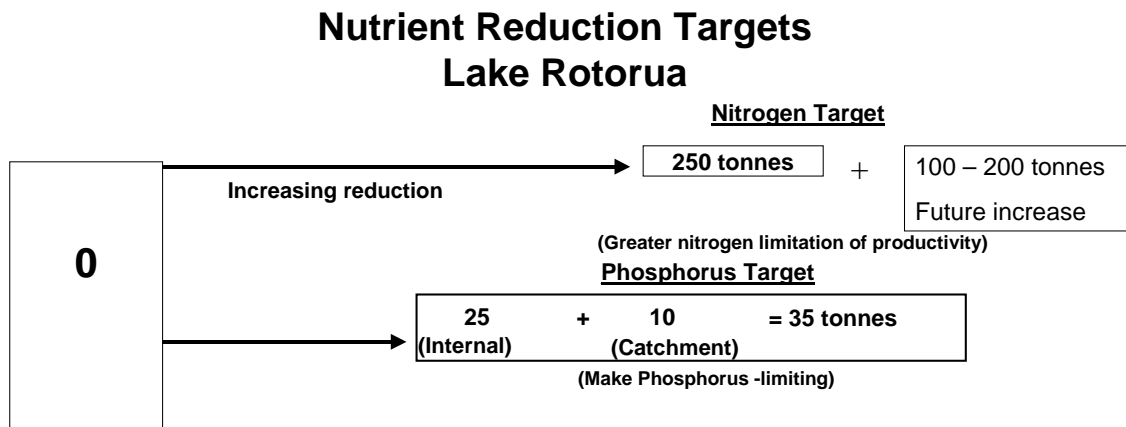 Nutrient Reduction Targets
Lake Rotorua
Nitrogen Target
250 tonnes + 100 – 200 tonnes
Future increase
Increasing reduction
0
(Greater nitrogen limitation of productivity)
Phosphorus Target
25 + 10 = 35 tonnes
(Internal) (Catchment)
(Make Phosphorus -limiting)